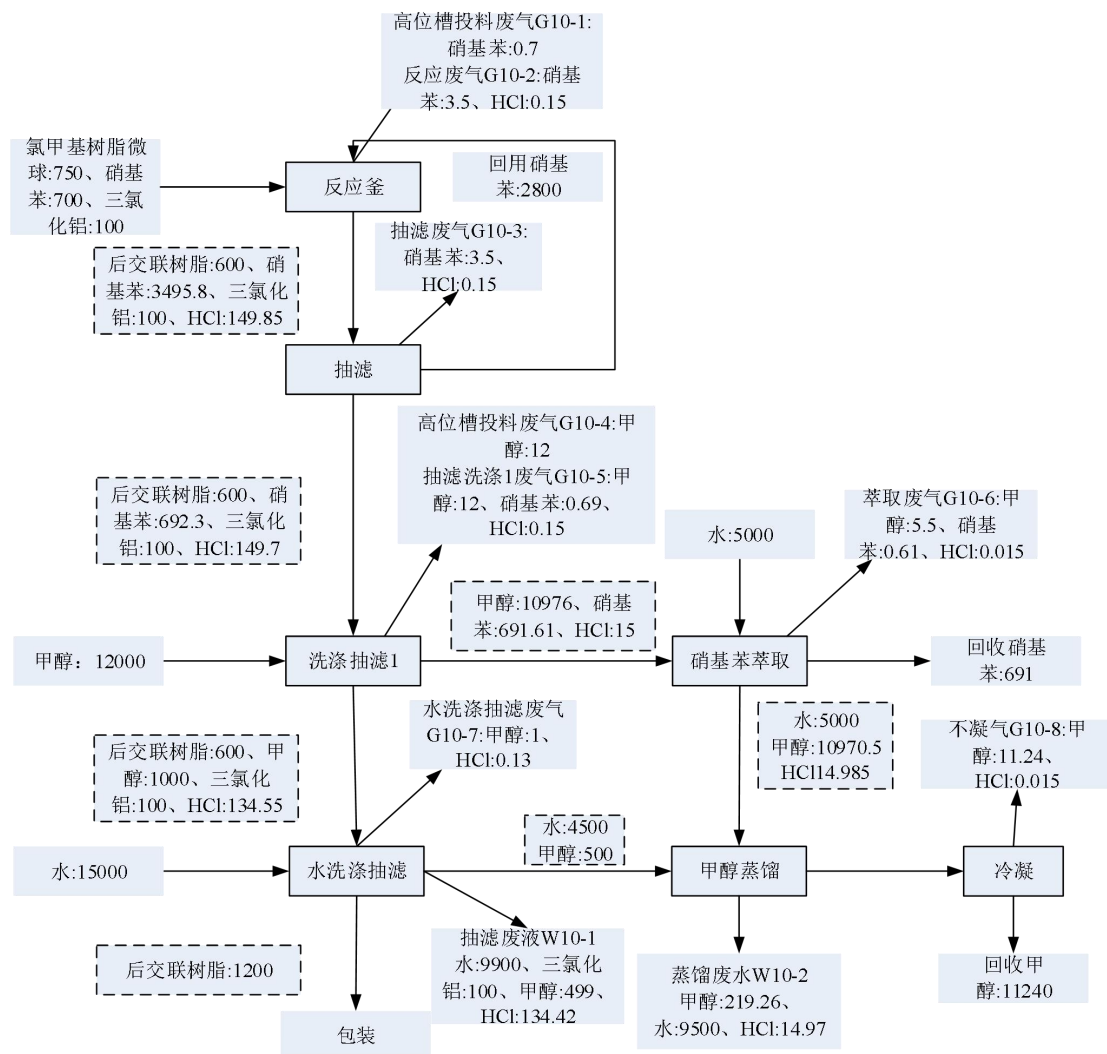 高位槽投料废气G10-1:
硝基苯:0.7
反应废气G10-2:硝基
苯:3.5、HCl:0.15
氯甲基树脂微
球:750、硝基
苯:700、三氯
化铝:100
反应釜
回用硝基
苯:2800
抽滤废气G10-3:
硝基苯:3.5、
HCl:0.15
后交联树脂:600、硝
基苯:3495.8、三氯化
铝:100、HCl:149.85
抽滤
高位槽投料废气G10-4:甲
醇:12
抽滤洗涤1废气G10-5:甲
醇:12、硝基苯:0.69、
HCl:0.15
后交联树脂:600、硝
基苯:692.3、三氯化
铝:100、HCl:149.7
水:5000
萃取废气G10-6:甲
醇:5.5、硝基
苯:0.61、HCl:0.015
甲醇:10976、硝基
苯:691.61、HCl:15
甲醇：12000
洗涤抽滤1
硝基苯萃取
回收硝基
苯:691
水洗涤抽滤废气
G10-7:甲醇:1、
HCl:0.13
水:5000
甲醇:10970.5
HCl14.985
不凝气G10-8:甲
醇:11.24、
HCl:0.015
后交联树脂:600、甲
醇:1000、三氯化
铝:100、HCl:134.55
水:4500
甲醇:500
水:15000
水洗涤抽滤
甲醇蒸馏
冷凝
后交联树脂:1200
抽滤废液W10-1
水:9900、三氯化
铝:100、甲醇:499、
HCl:134.42
蒸馏废水W10-2
甲醇:219.26、
水:9500、HCl:14.97
回收甲
醇:11240
包装